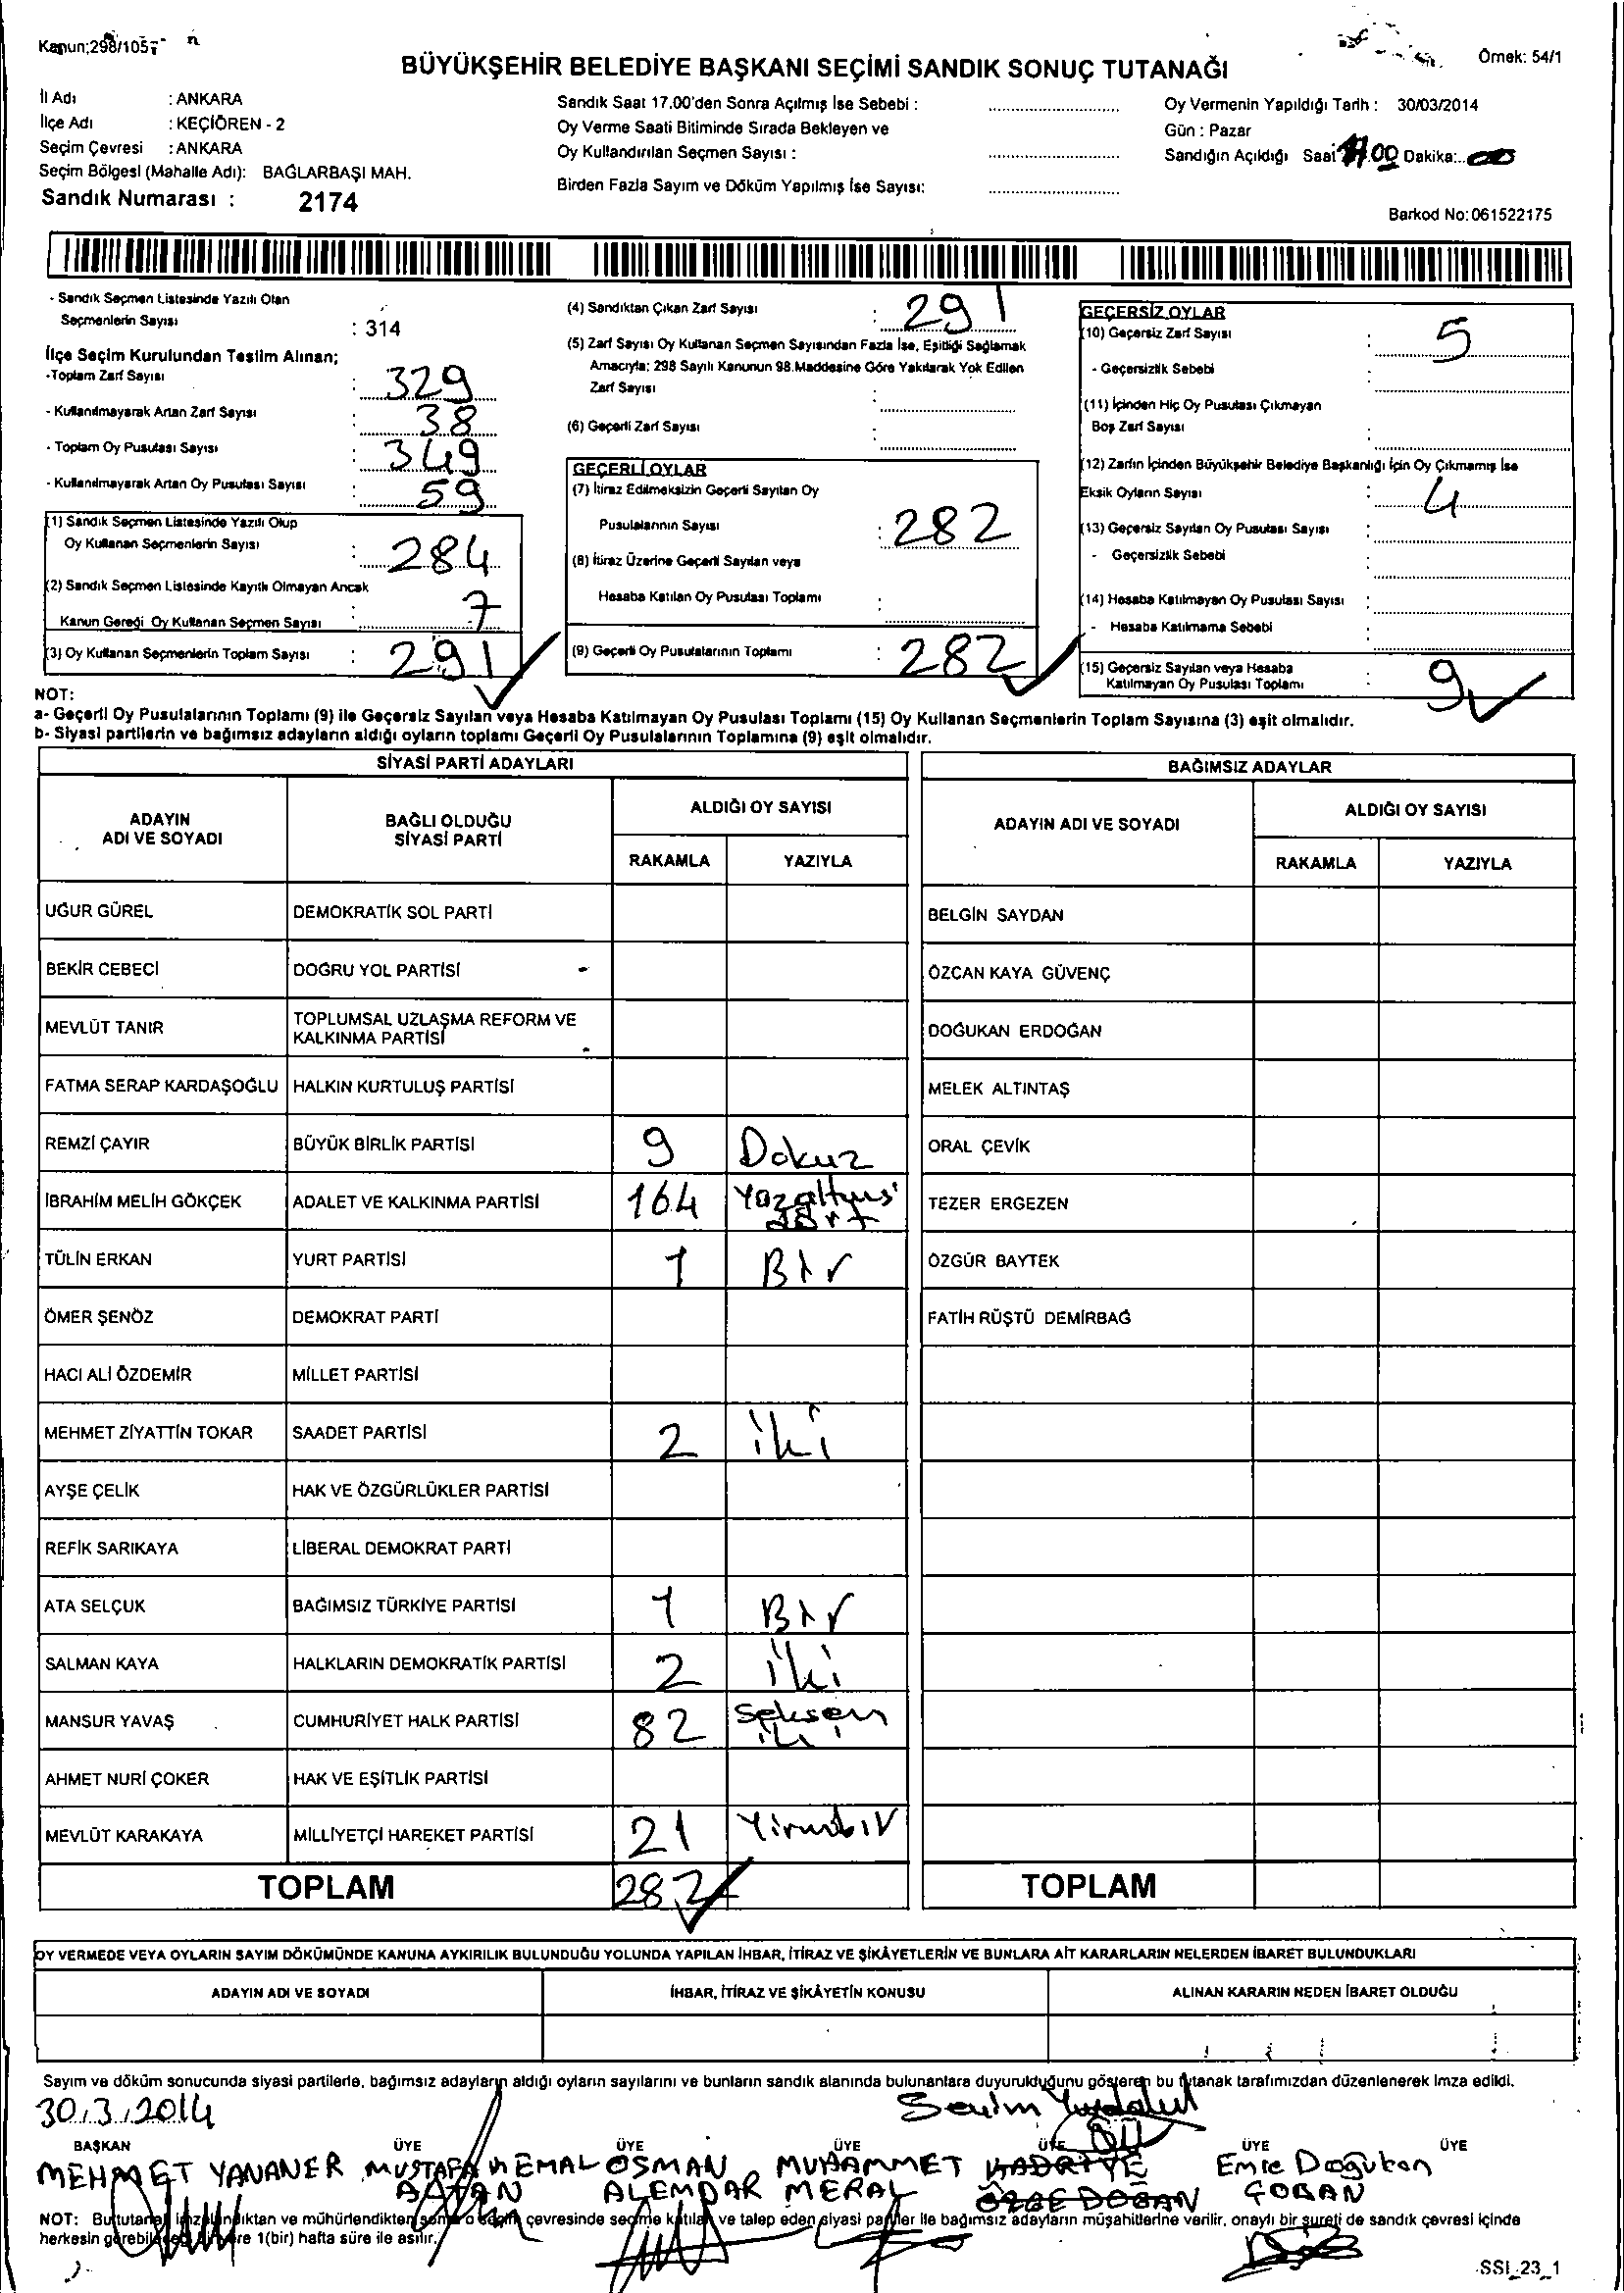 Kanun;298/105
Örnek: 54/1
BÜYÜKŞEHİR BELEDİYE BAŞKANI SEÇİMİ SANDIK SONUÇ TUTANAĞI
İl Adı : ANKARA
İlçe Adı : KEÇİÖREN - 2
Seçim Çevresi : ANKARA
Seçim Bölgesi (Mahalle Adı): BAĞLARBAŞI MAH.
Sandık Numarası : 2174
Sandık Saat 17.00'den Sonra Açılmış İse Sebebi :
Oy Verme Saati Bitiminde Sırada Bekleyen ve
Oy Kullandırılan Seçmen Sayısı :
Birden Fazla Sayım ve Döküm Yapılmış İse Sayısı:
Oy Vermenin Yapıldığı Tarih : 30/03/2014
Gün : Pazar
Sandığın Açıldığı Saat Dakika:
Barkod No:061522175
- Sandık Seçmen Listesinde Yazılı Olan
Seçmenlerin Sayısı : 314
İlçe Seçim Kurulundan Teslim Alınan;
-Toplam Zarf Sayısı : 329
- Kullanılmayarak Artan Zarf Sayısı : 38
- Toplam Oy Pusulası Sayısı : 349
- Kullanılmayarak Artan Oy Pusulası Sayısı : 59
(1) Sandık Seçmen Listesinde Yazılı Olup
Oy Kullanan Seçmenlerin Sayısı : 284
(2) Sandık Seçmen Listesinde Kayıtlı Olmayan Ancak
Kanun Gereği Oy Kullanan Seçmen Sayısı : 7
(3) Oy Kullanan Seçmenlerin Toplam Sayısı : 291
(4) Sandıktan Çıkan Zarf Sayısı : 291
(5) Zarf Sayısı Oy Kullanan Seçmen Sayısından Fazla İse, Eşitliği Sağlamak
Amacıyla; 298 Sayılı Kanunun 98.Maddesine Göre Yakılarak Yok Edilen
Zarf Sayısı :
(6) Geçerli Zarf Sayısı :
GEÇERLİ OYLAR
(7) İtiraz Edilmeksizin Geçerli Sayılan Oy
Pusulalarının Sayısı : 282
(8) İtiraz Üzerine Geçerli Sayılan veya
Hesaba Katılan Oy Pusulası Toplamı :
(9) Geçerli Oy Pusulalarının Toplamı : 282
GEÇERSİZ OYLAR
(10) Geçersiz Zarf Sayısı : 5
- Geçersizlik Sebebi :
(11) İçinden Hiç Oy Pusulası Çıkmayan
Boş Zarf Sayısı :
(12) Zarfın İçinden Büyükşehir Belediye Başkanlığı İçin Oy Çıkmamış İse
Eksik Oyların Sayısı : 4
(13) Geçersiz Sayılan Oy Pusulası Sayısı :
- Geçersizlik Sebebi :
(14) Hesaba Katılmayan Oy Pusulası Sayısı :
- Hesaba Katılmama Sebebi :
(15) Geçersiz Sayılan veya Hesaba
Katılmayan Oy Pusulası Toplamı : 9
NOT:
a- Geçerli Oy Pusulalarının Toplamı (9) ile Geçersiz Sayılan veya Hesaba Katılmayan Oy Pusulası Toplamı (15) Oy Kullanan Seçmenlerin Toplam Sayısına (3) eşit olmalıdır.
b- Siyasi partilerin ve bağımsız adayların aldığı oyların toplamı Geçerli Oy Pusulalarının Toplamına (9) eşit olmalıdır.
SİYASİ PARTİ ADAYLARI
ADAYIN ADI VE SOYADI
BAĞLI OLDUĞU SİYASİ PARTİ
ALDIĞI OY SAYISI
RAKAMLA YAZIYLA
UĞUR GÜREL DEMOKRATİK SOL PARTİ
BEKİR CEBECİ DOĞRU YOL PARTİSİ -
MEVLÜT TANIR TOPLUMSAL UZLAŞMA REFORM VE KALKINMA PARTİSİ
FATMA SERAP KARDAŞOĞLU HALKIN KURTULUŞ PARTİSİ
REMZİ ÇAYIR BÜYÜK BİRLİK PARTİSİ 9 Dokuz
İBRAHİM MELİH GÖKÇEK ADALET VE KALKINMA PARTİSİ 164 Yüzaltmış dört
TÜLİN ERKAN YURT PARTİSİ 1 Bir
ÖMER ŞENÖZ DEMOKRAT PARTİ
HACI ALİ ÖZDEMİR MİLLET PARTİSİ
MEHMET ZİYATTİN TOKAR SAADET PARTİSİ 2 iki
AYŞE ÇELİK HAK VE ÖZGÜRLÜKLER PARTİSİ
REFİK SARIKAYA LİBERAL DEMOKRAT PARTİ
ATA SELÇUK BAĞIMSIZ TÜRKİYE PARTİSİ 1 Bir
SALMAN KAYA HALKLARIN DEMOKRATİK PARTİSİ 2 iki
MANSUR YAVAŞ CUMHURİYET HALK PARTİSİ 82 Seksen iki
AHMET NURİ ÇOKER HAK VE EŞİTLİK PARTİSİ
MEVLÜT KARAKAYA MİLLİYETÇİ HAREKET PARTİSİ 21 Yirmibir
TOPLAM 282
BAĞIMSIZ ADAYLAR
ADAYIN ADI VE SOYADI
ALDIĞI OY SAYISI
RAKAMLA YAZIYLA
BELGİN SAYDAN
ÖZCAN KAYA GÜVENÇ
DOĞUKAN ERDOĞAN
MELEK ALTINTAŞ
ORAL ÇEVİK
TEZER ERGEZEN
ÖZGÜR BAYTEK
FATİH RÜŞTÜ DEMİRBAĞ
TOPLAM
OY VERMEDE VEYA OYLARIN SAYIM DÖKÜMÜNDE KANUNA AYKIRILIK BULUNDUĞU YOLUNDA YAPILAN İHBAR, İTİRAZ VE ŞİKÂYETLERİN VE BUNLARA AİT KARARLARIN NELERDEN İBARET BULUNDUKLARI
ADAYIN ADI VE SOYADI İHBAR, İTİRAZ VE ŞİKÂYETİN KONUSU ALINAN KARARIN NEDEN İBARET OLDUĞU
Sayım ve döküm sonucunda siyasi partilerle, bağımsız adayların aldığı oyların sayılarını ve bunların sandık alanında bulunanlara duyurulduğunu gösteren bu tutanak tarafımızdan düzenlenerek imza edildi.
30.3.2014 Sevim
BAŞKAN ÜYE ÜYE ÜYE ÜYE ÜYE ÜYE
MEHMET YANANER MUSTAFA KEMAL OSMAN MUHAMMET KADRİYE Emre Doğukan
ALEMDAR MERAL ÖZGE DOĞAN ÇOBAN
NOT: Bu tutanak imzalandıktan ve mühürlendikten sonra o seçim çevresinde seçime katılan ve talep eden siyasi partiler ile bağımsız adayların müşahitlerine verilir, onaylı bir sureti de sandık çevresi içinde
herkesin görebileceği bir yere 1(bir) hafta süre ile asılır.
SSI_23_1